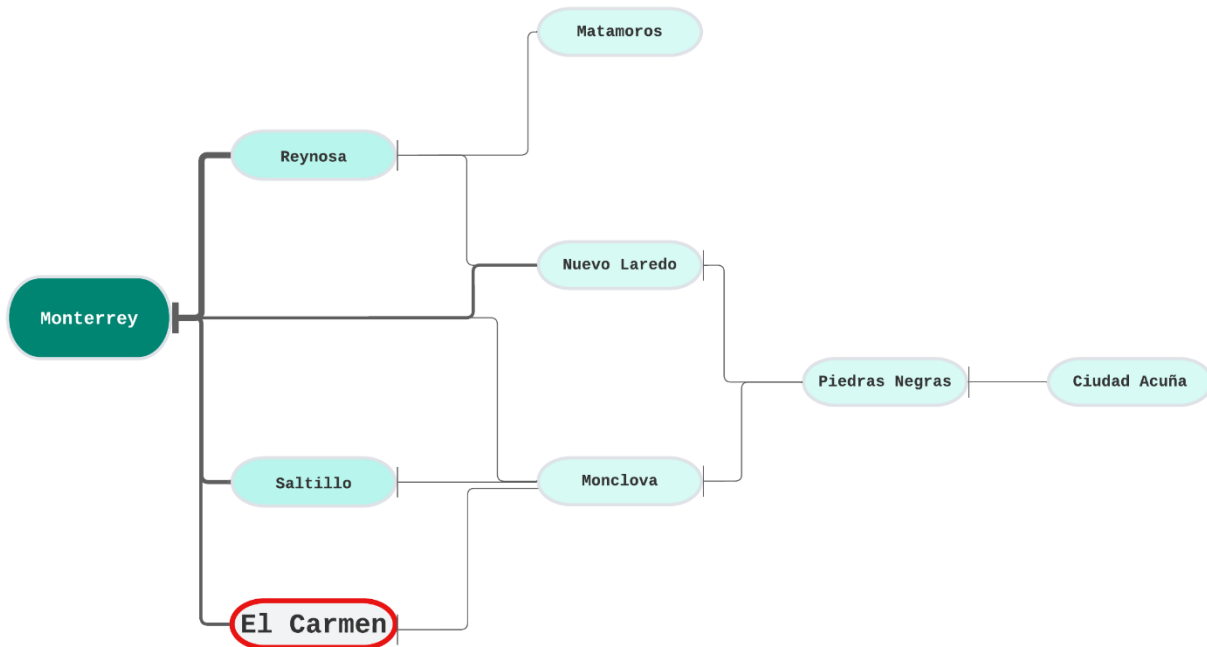 Matamoros
Reynosa
Nuevo Laredo
Monterrey
Piedras Negras
Ciudad Acuña
Saltillo
Monclova
El Carmen